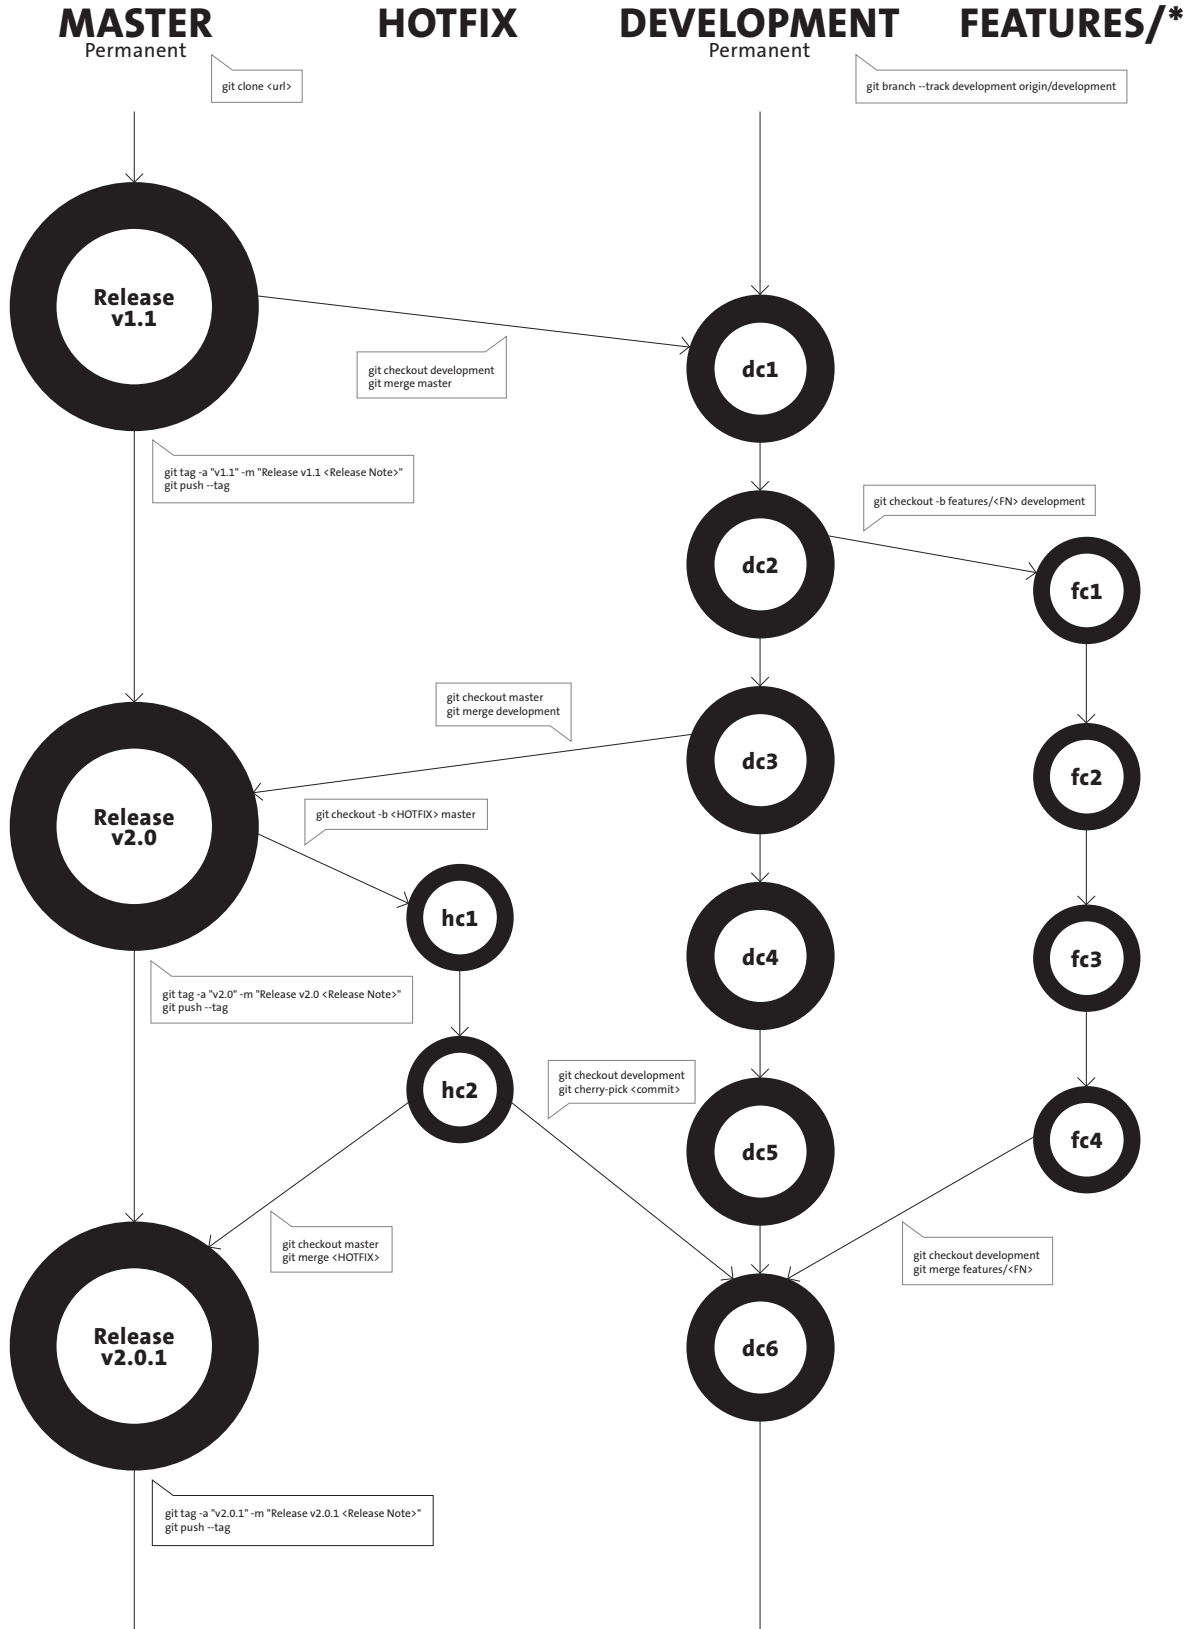 MASTER
Permanent
HOTFIX
DEVELOPMENT
Permanent
FEATURES/*
git clone <url>
git branch --track development origin/development
Release
v1.1
git checkout development
git merge master
dc1
git tag -a "v1.1" -m "Release v1.1 <Release Note>"
git push --tag
git checkout -b features/<FN> development
dc2
fc1
git checkout master
git merge development
dc3
fc2
Release
v2.0
git checkout -b <HOTFIX> master
hc1
dc4
fc3
git tag -a "v2.0" -m "Release v2.0 <Release Note>"
git push --tag
hc2
git checkout development
git cherry-pick <commit>
dc5
fc4
git checkout master
git merge <HOTFIX>
git checkout development
git merge features/<FN>
Release
v2.0.1
dc6
git tag -a "v2.0.1" -m "Release v2.0.1 <Release Note>"
git push --tag